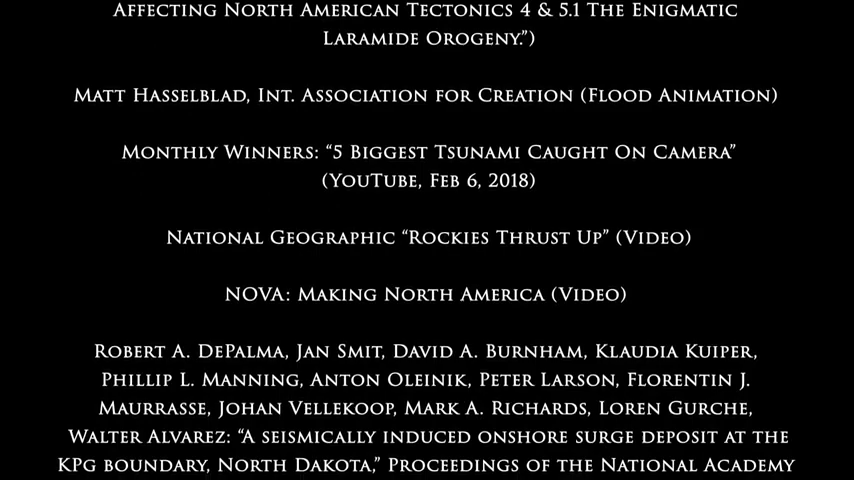 Affecting North American Tectonics 4 & 5.1 The Enigmatic
Laramide Orogeny.”)
Matt Hasselblad, Int. Association for Creation (Flood Animation)
Monthly Winners: “5 Biggest Tsunami Caught On Camera”
(YouTube, Feb 6, 2018)
National Geographic “Rockies Thrust Up” (Video)
NOVA: Making North America (Video)
Robert A. DePalma, Jan Smit, David A. Burnham, Klaudia Kuiper,
Phillip L. Manning, Anton Oleinik, Peter Larson, Florentin J.
Maurrasse, Johan Vellekoop, Mark A. Richards, Loren Gurche,
Walter Alvarez: “A seismically induced onshore surge deposit at the
KPg boundary, North Dakota,” Proceedings of the National Academy